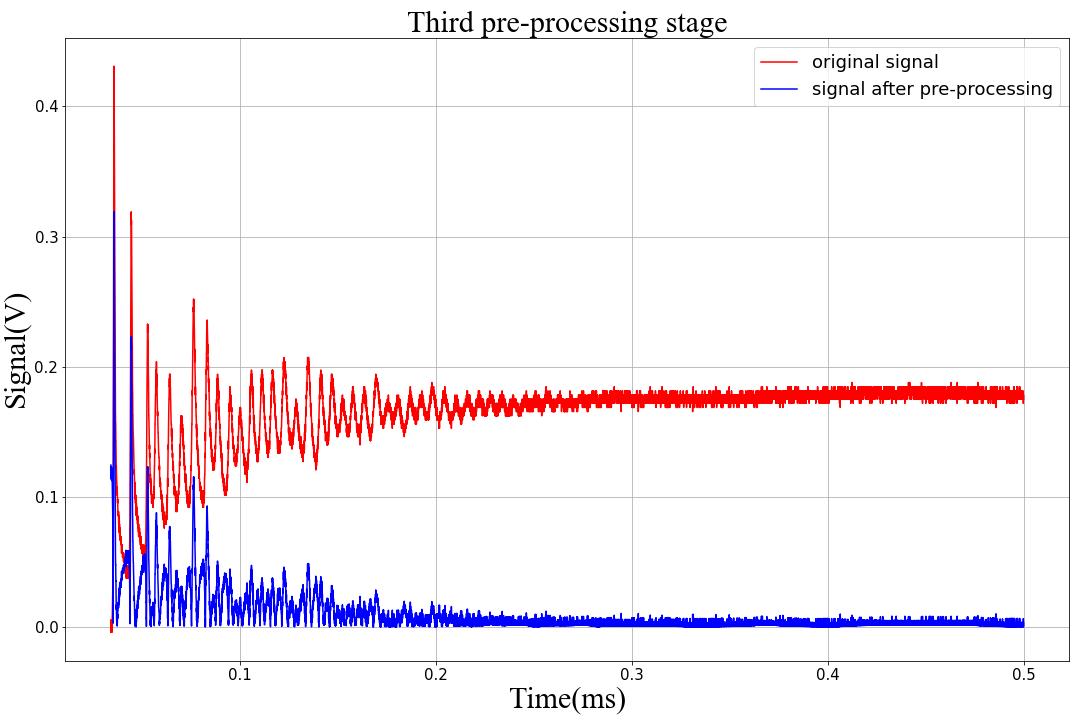 Third pre-processing stage
original signal
signal after pre-processing
Signal(V)
0.4
0.3
0.2
0.1
0.0
0.1
0.2
0.3
0.4
0.5
Time(ms)